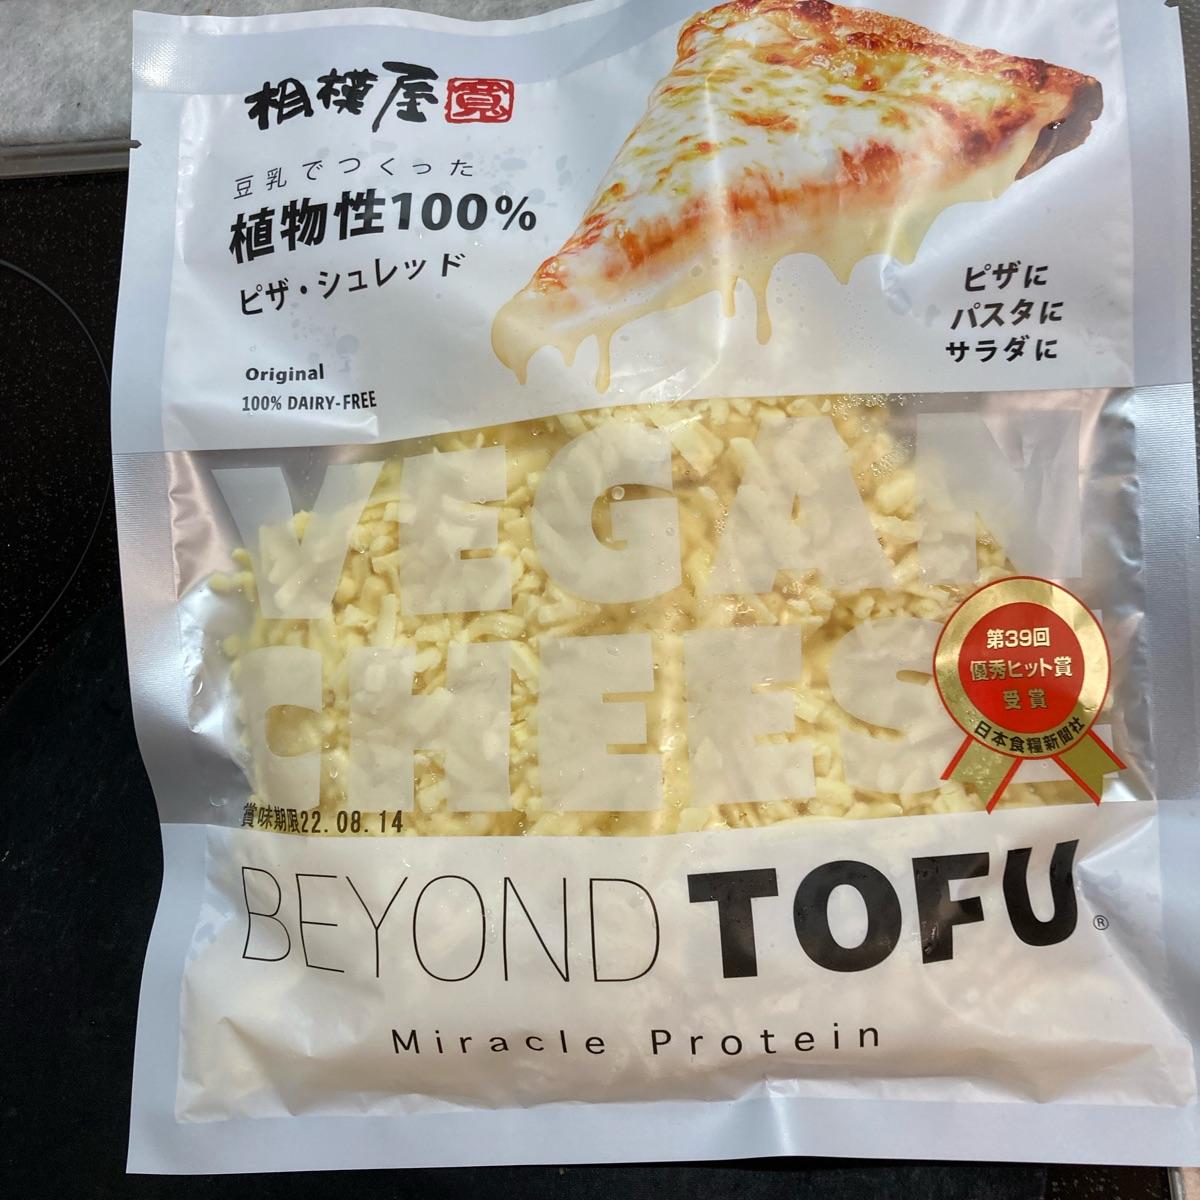 相模屋 寛
豆乳でつくった
植物性100%
ピザ・シュレッド
Original
100% DAIRY-FREE
ピザに
パスタに
サラダに
VEGAN
CHEESE
第39回
優秀ヒット賞
受賞
日本食糧新聞社
賞味期限22.08.14
BEYOND TOFU®
Miracle Protein